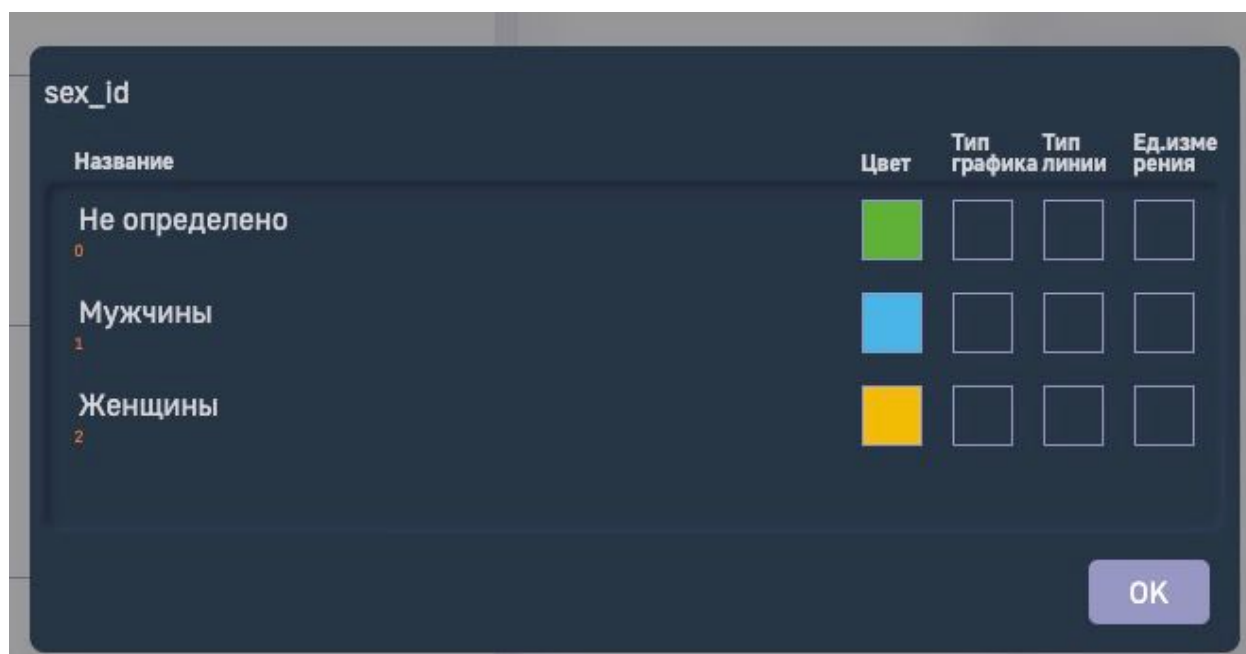 sex_id
Название Цвет Тип графика Тип линии Ед.изме рения
Не определено
0
Мужчины
1
Женщины
2
OK